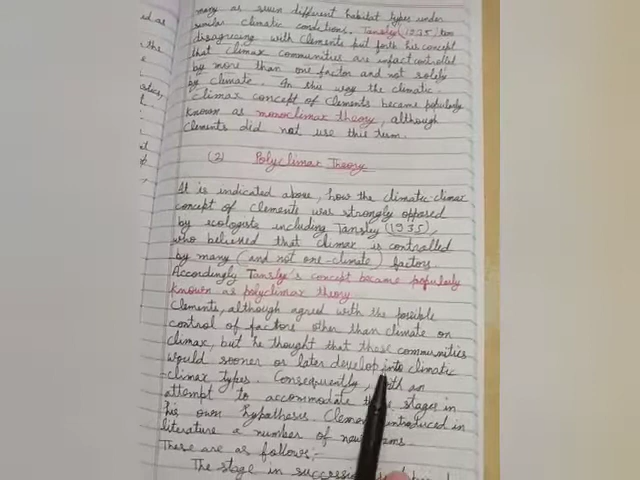 many as seven different habitat types under
similar climatic conditions. Tansley (1935) too
disagreeing with Clements put forth his concept
that climax communities are infact controlled
by more than one factor and not solely
by climate. In this way the climatic-
climax concept of Clements became popularly
known as monoclimax theory, although
Clements did not use this term.
(2) Polyclimax Theory
It is indicated above, how the climatic-climax
concept of Clements was strongly opposed
by ecologists including Tansley (1935),
who believed that climax is controlled
by many (and not one-climate) factors
Accordingly Tansley's concept became popularly
known as polyclimax theory
Clements, although agreed with the possible
control of factors other than climate on
climax, but he thought that these communities
would sooner or later develop into climatic
-climax types. Consequently, an
attempt to accommodate stages in
his own hypothesis. introduced in
literature a number of new
These are as follows:-
The stage in